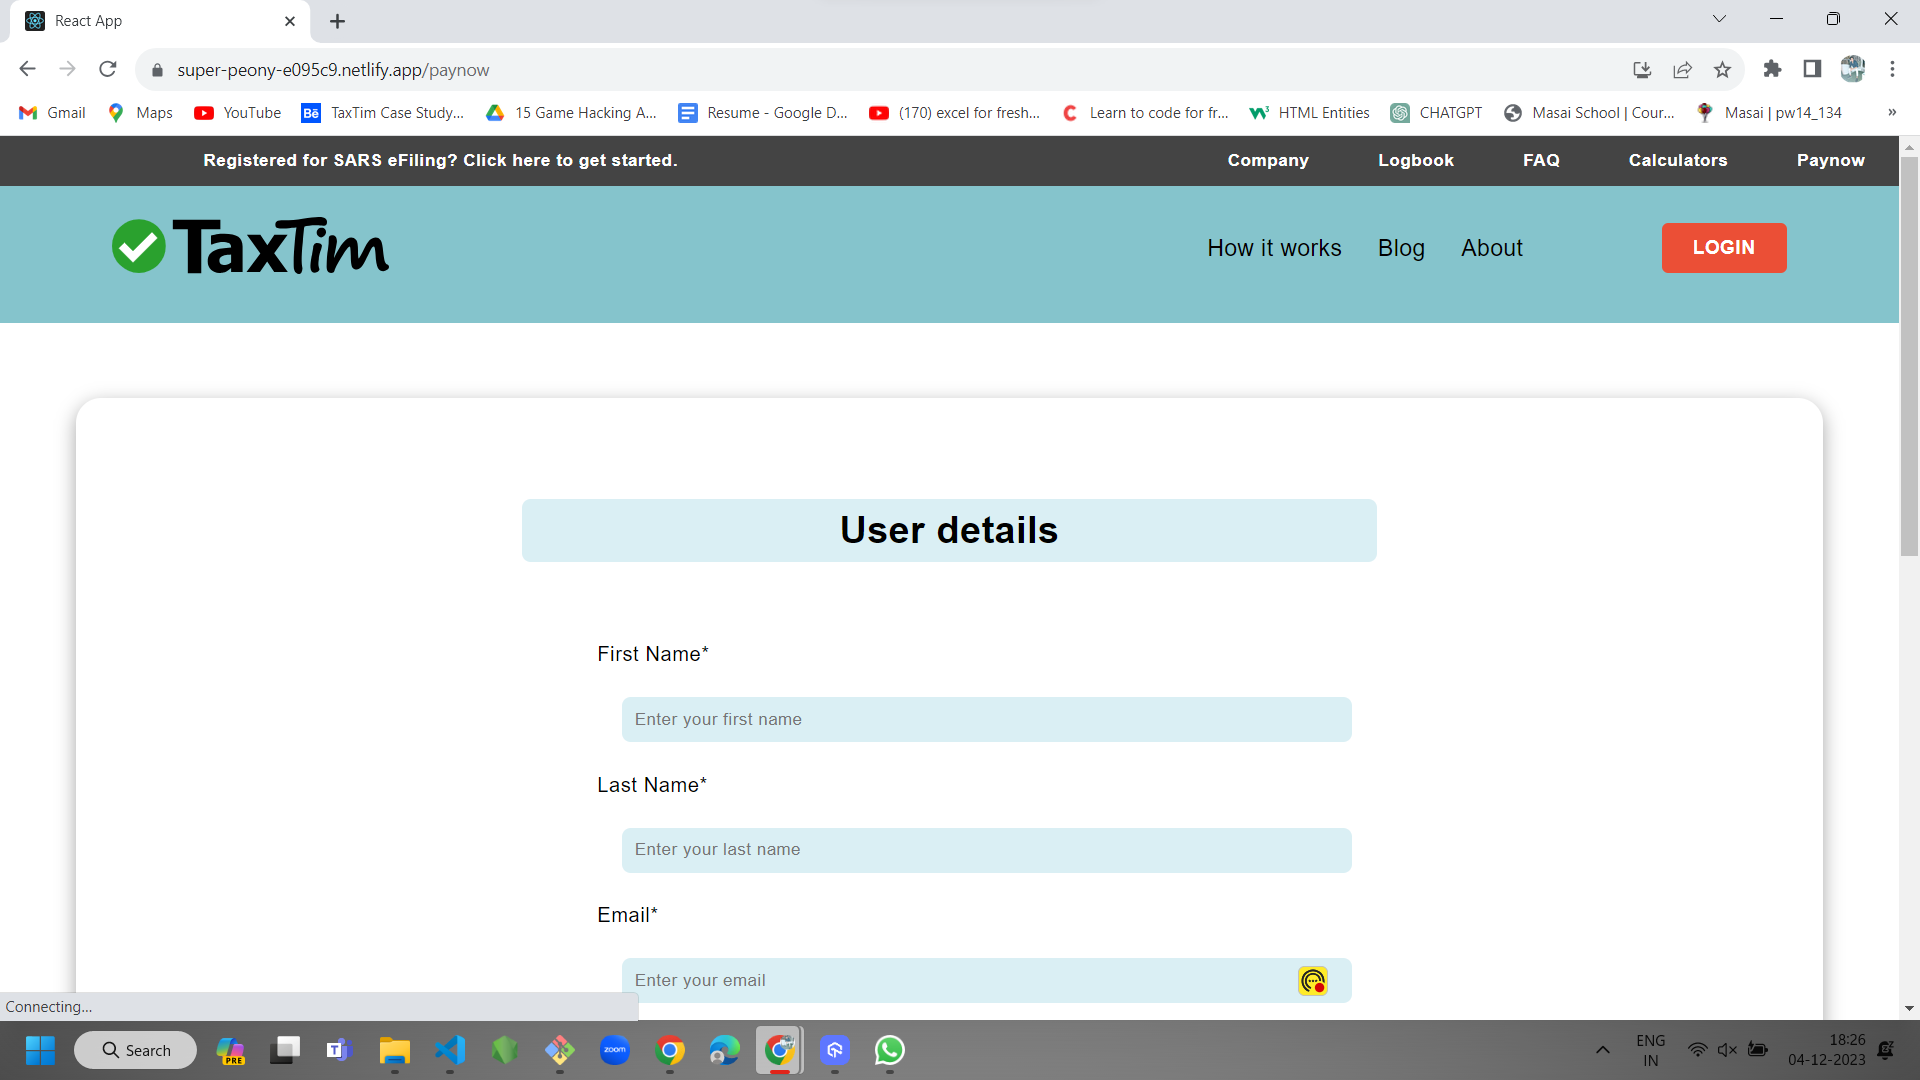 React App
super-peony-e095c9.netlify.app/paynow
Gmail Maps YouTube Bē TaxTim Case Study... 15 Game Hacking A... Resume - Google D... (170) excel for fresh... C Learn to code for fr... W3 HTML Entities CHATGPT Masai School | Cour... Masai | pw14_134 »
Registered for SARS eFiling? Click here to get started. Company Logbook FAQ Calculators Paynow
TaxTim How it works Blog About LOGIN
User details
First Name*
Enter your first name
Last Name*
Enter your last name
Email*
Enter your email
Connecting...
Search PRE zoom ENG 18:26
IN 04-12-2023